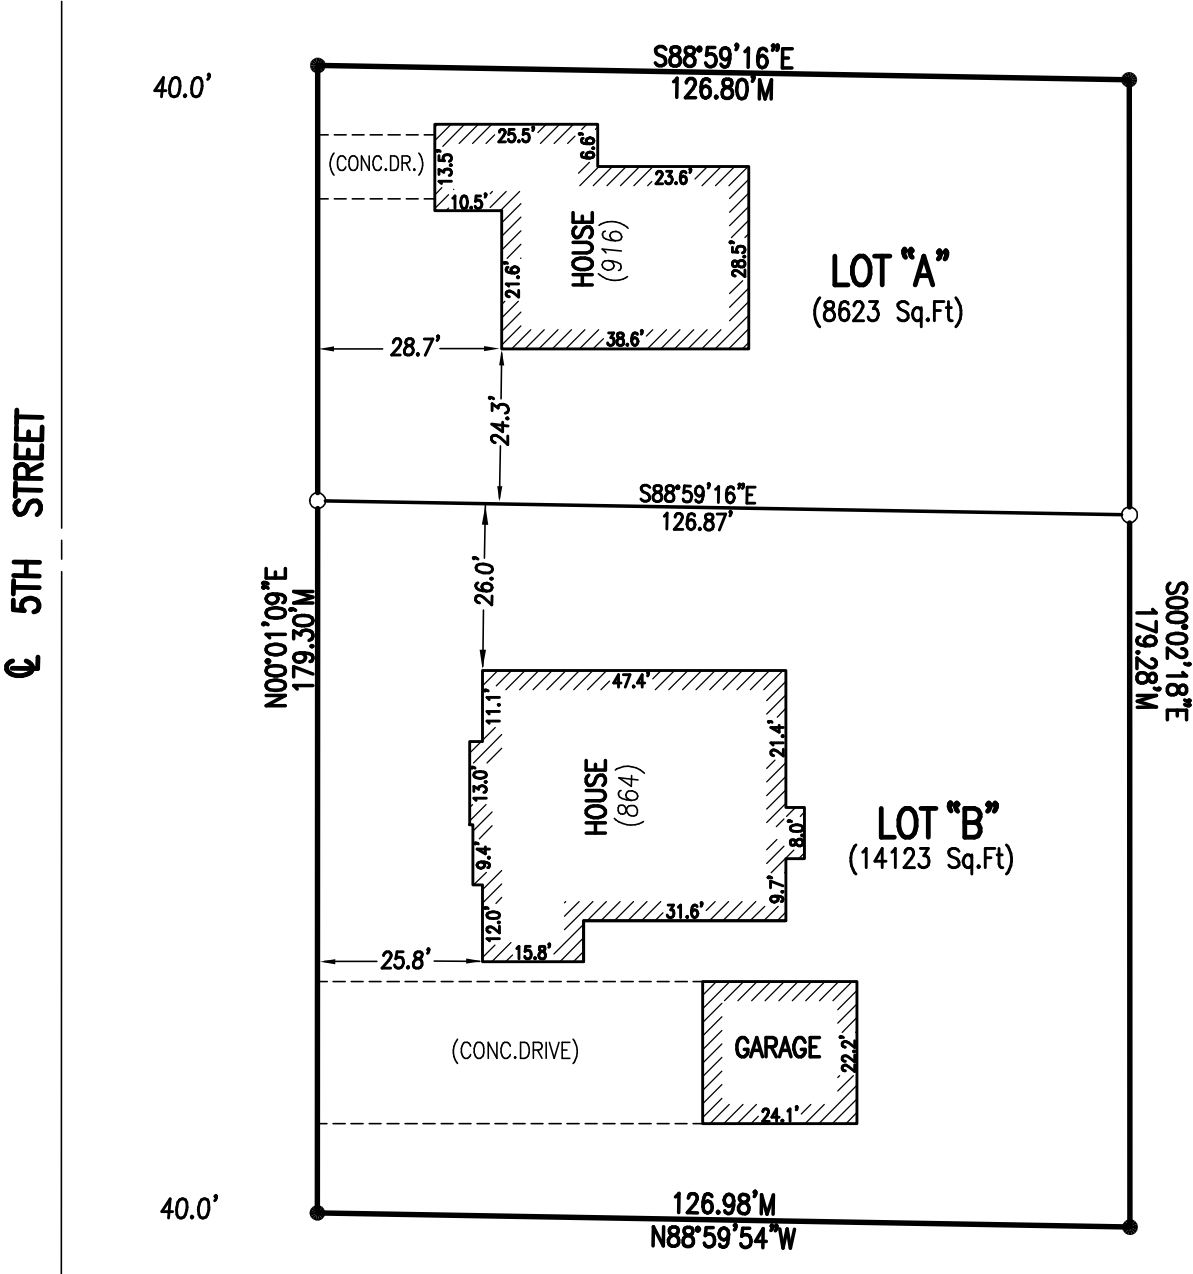 S88°59'16"E
126.80'M
40.0'
25.5'
6.6'
(CONC.DR.)
13.5'
23.6'
10.5'
HOUSE
(916)
21.6'
28.5'
LOT "A"
(8623 Sq.Ft)
38.6'
28.7'
24.3'
S88°59'16"E
126.87'
℄ 5TH STREET
26.0'
N00°01'09"E
179.30'M
S00°02'18"E
179.28'M
47.4'
11.1'
21.4'
13.0'
HOUSE
(864)
LOT "B"
(14123 Sq.Ft)
8.0'
9.4'
9.7'
31.6'
12.0'
15.8'
25.8'
(CONC.DRIVE)
GARAGE
22.2'
24.1'
40.0'
126.98'M
N88°59'54"W